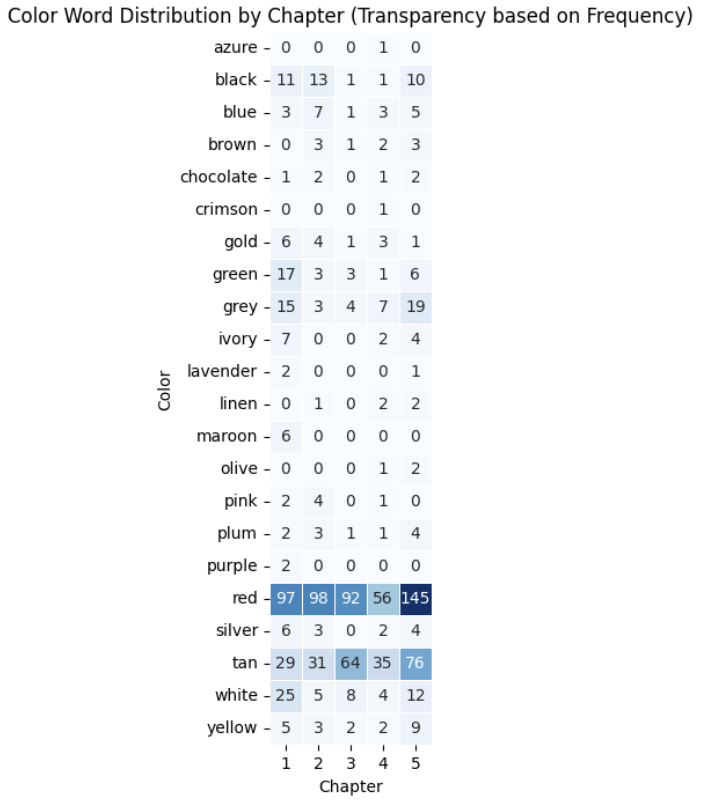 Color Word Distribution by Chapter (Transparency based on Frequency)
azure 0 0 0 1 0
black 11 13 1 1 10
blue 3 7 1 3 5
brown 0 3 1 2 3
chocolate 1 2 0 1 2
crimson 0 0 0 1 0
gold 6 4 1 3 1
green 17 3 3 1 6
grey 15 3 4 7 19
ivory 7 0 0 2 4
lavender 2 0 0 0 1
linen 0 1 0 2 2
maroon 6 0 0 0 0
olive 0 0 0 1 2
pink 2 4 0 1 0
plum 2 3 1 1 4
purple 2 0 0 0 0
red 97 98 92 56 145
silver 6 3 0 2 4
tan 29 31 64 35 76
white 25 5 8 4 12
yellow 5 3 2 2 9
1 2 3 4 5
Chapter
Color